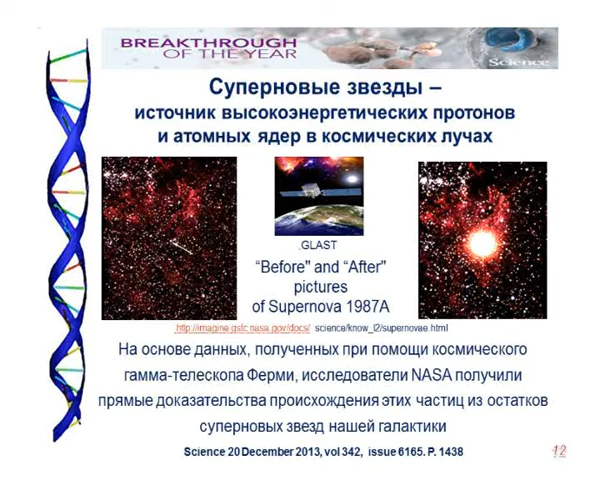 BREAKTHROUGH
OF THE YEAR
Science
Суперновые звезды –
источник высокоэнергетических протонов
и атомных ядер в космических лучах
.GLAST
“Before" and “After"
pictures
of Supernova 1987A
http://imagine.gsfc.nasa.gov/docs/ science/know_l2/supernovae.html
На основе данных, полученных при помощи космического
гамма-телескопа Ферми, исследователи NASA получили
прямые доказательства происхождения этих частиц из остатков
суперновых звезд нашей галактики
Science 20 December 2013, vol 342, issue 6165. P. 1438
12